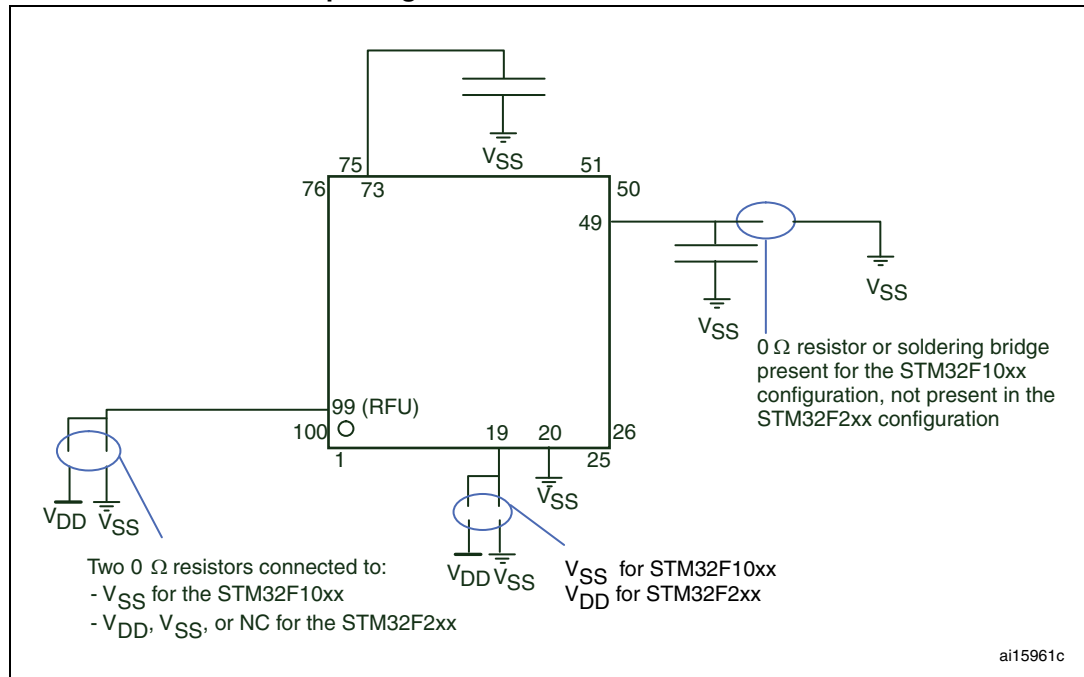 VSS
75
51
76
73
50
49
VSS
VSS
0 Ω resistor or soldering bridge
present for the STM32F10xx
configuration, not present in the
STM32F2xx configuration
99 (RFU)
100
19
20
26
1
25
VSS
VDD
VSS
Two 0 Ω resistors connected to:
- VSS for the STM32F10xx
- VDD, VSS, or NC for the STM32F2xx
VDD VSS
VSS for STM32F10xx
VDD for STM32F2xx
ai15961c